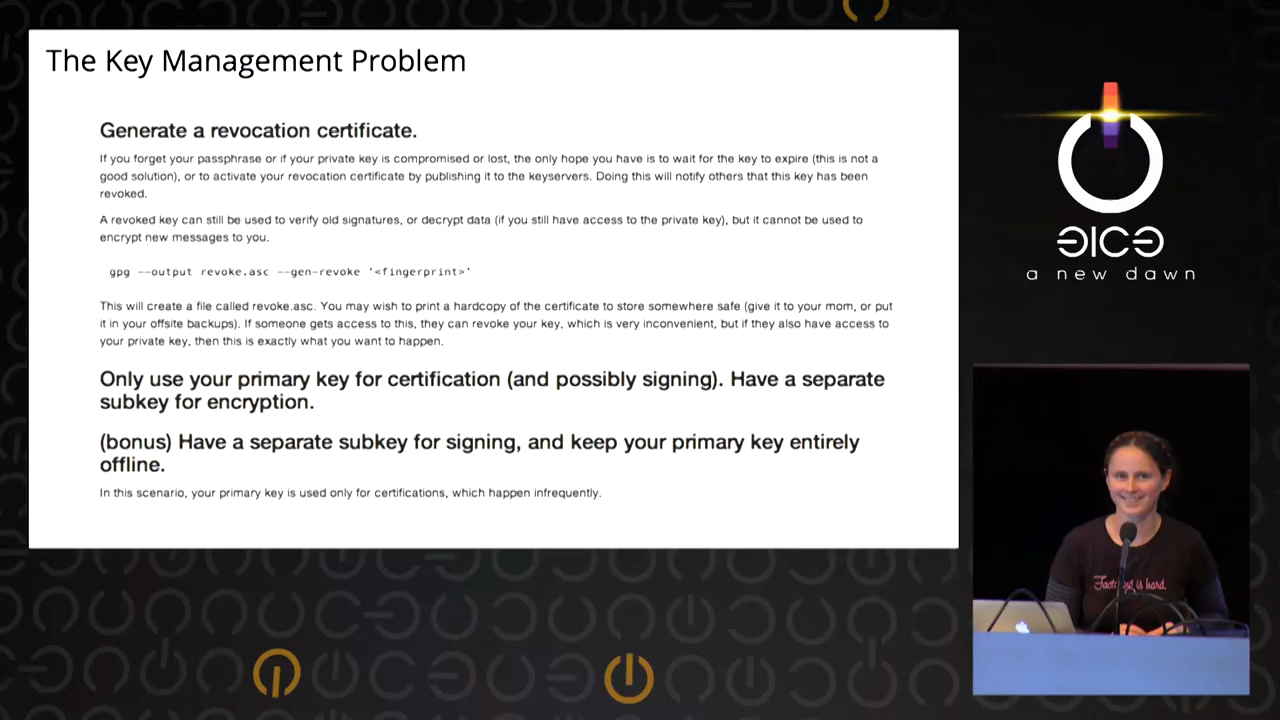 The Key Management Problem
Generate a revocation certificate.
If you forget your passphrase or if your private key is compromised or lost, the only hope you have is to wait for the key to expire (this is not a
good solution), or to activate your revocation certificate by publishing it to the keyservers. Doing this will notify others that this key has been
revoked.
A revoked key can still be used to verify old signatures, or decrypt data (if you still have access to the private key), but it cannot be used to
encrypt new messages to you.
gpg --output revoke.asc --gen-revoke '<fingerprint>'
This will create a file called revoke.asc. You may wish to print a hardcopy of the certificate to store somewhere safe (give it to your mom, or put
it in your offsite backups). If someone gets access to this, they can revoke your key, which is very inconvenient, but if they also have access to
your private key, then this is exactly what you want to happen.
Only use your primary key for certification (and possibly signing). Have a separate
subkey for encryption.
(bonus) Have a separate subkey for signing, and keep your primary key entirely
offline.
In this scenario, your primary key is used only for certifications, which happen infrequently.
a new dawn
is hard.